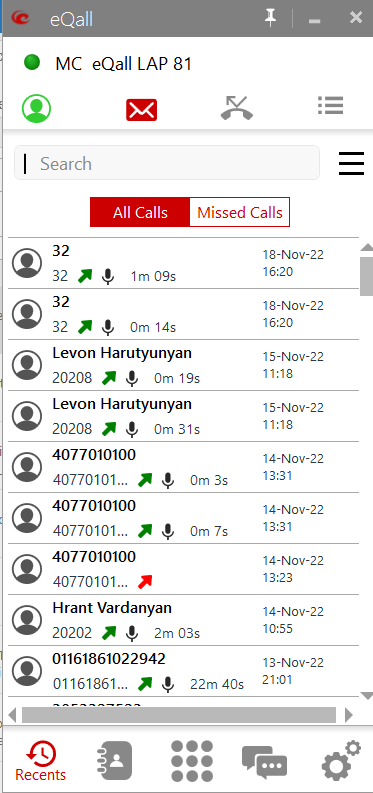 eQall
MC eQall LAP 81
Search
All Calls Missed Calls
32 18-Nov-22
32 1m 09s 16:20
32 18-Nov-22
32 0m 14s 16:20
Levon Harutyunyan 15-Nov-22
20208 0m 19s 11:18
Levon Harutyunyan 15-Nov-22
20208 0m 31s 11:18
4077010100 14-Nov-22
40770101... 0m 3s 13:31
4077010100 14-Nov-22
40770101... 0m 7s 13:31
4077010100 14-Nov-22
40770101... 13:23
Hrant Vardanyan 14-Nov-22
20202 2m 03s 10:55
01161861022942 13-Nov-22
01161861... 22m 40s 21:01
Recents